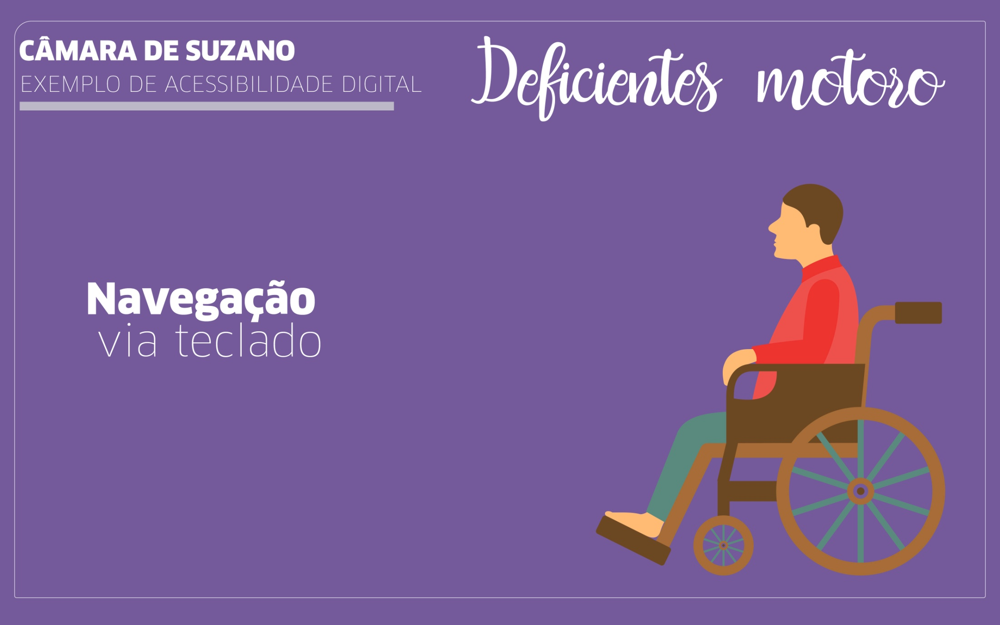 CÂMARA DE SUZANO
EXEMPLO DE ACESSIBILIDADE DIGITAL
Deficientes motoro
Navegação
via teclado